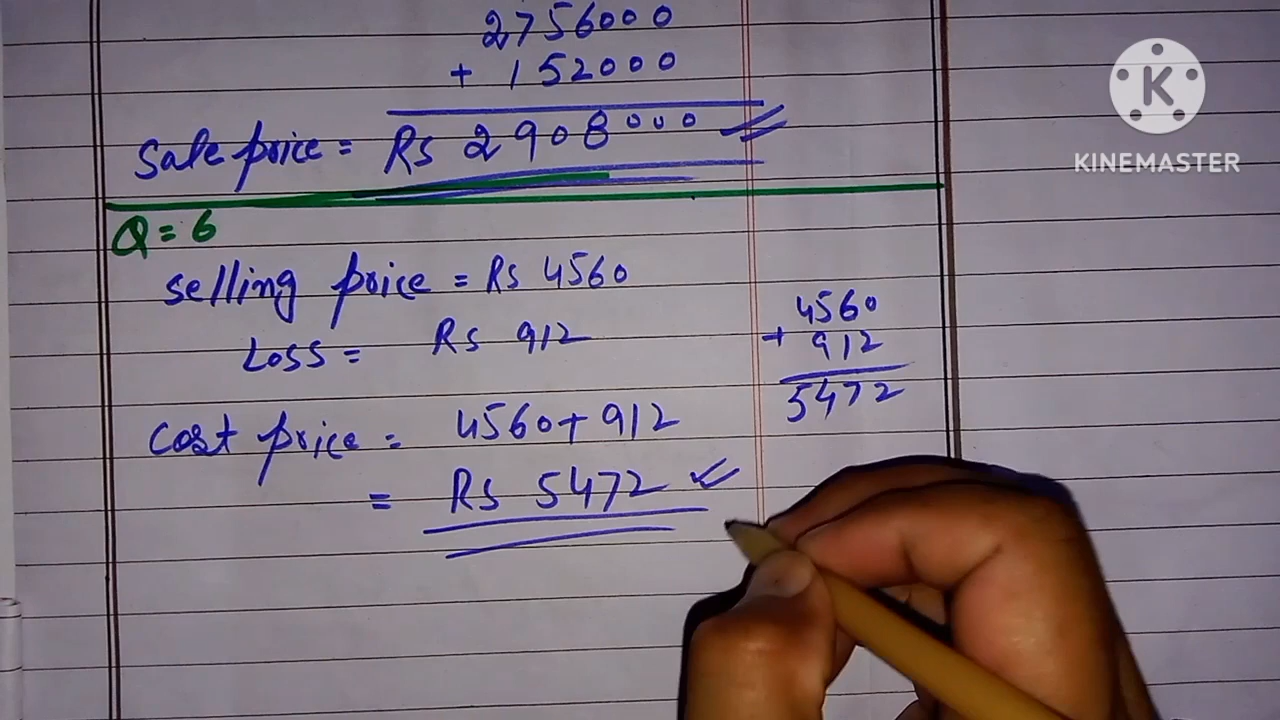 2756000
+ 152000
Sale price = Rs 2908000
Q = 6
Selling price = Rs 4560
Loss = Rs 912
4560
+ 912
5472
Cost price = 4560 + 912
= Rs 5472
K
KINEMASTER